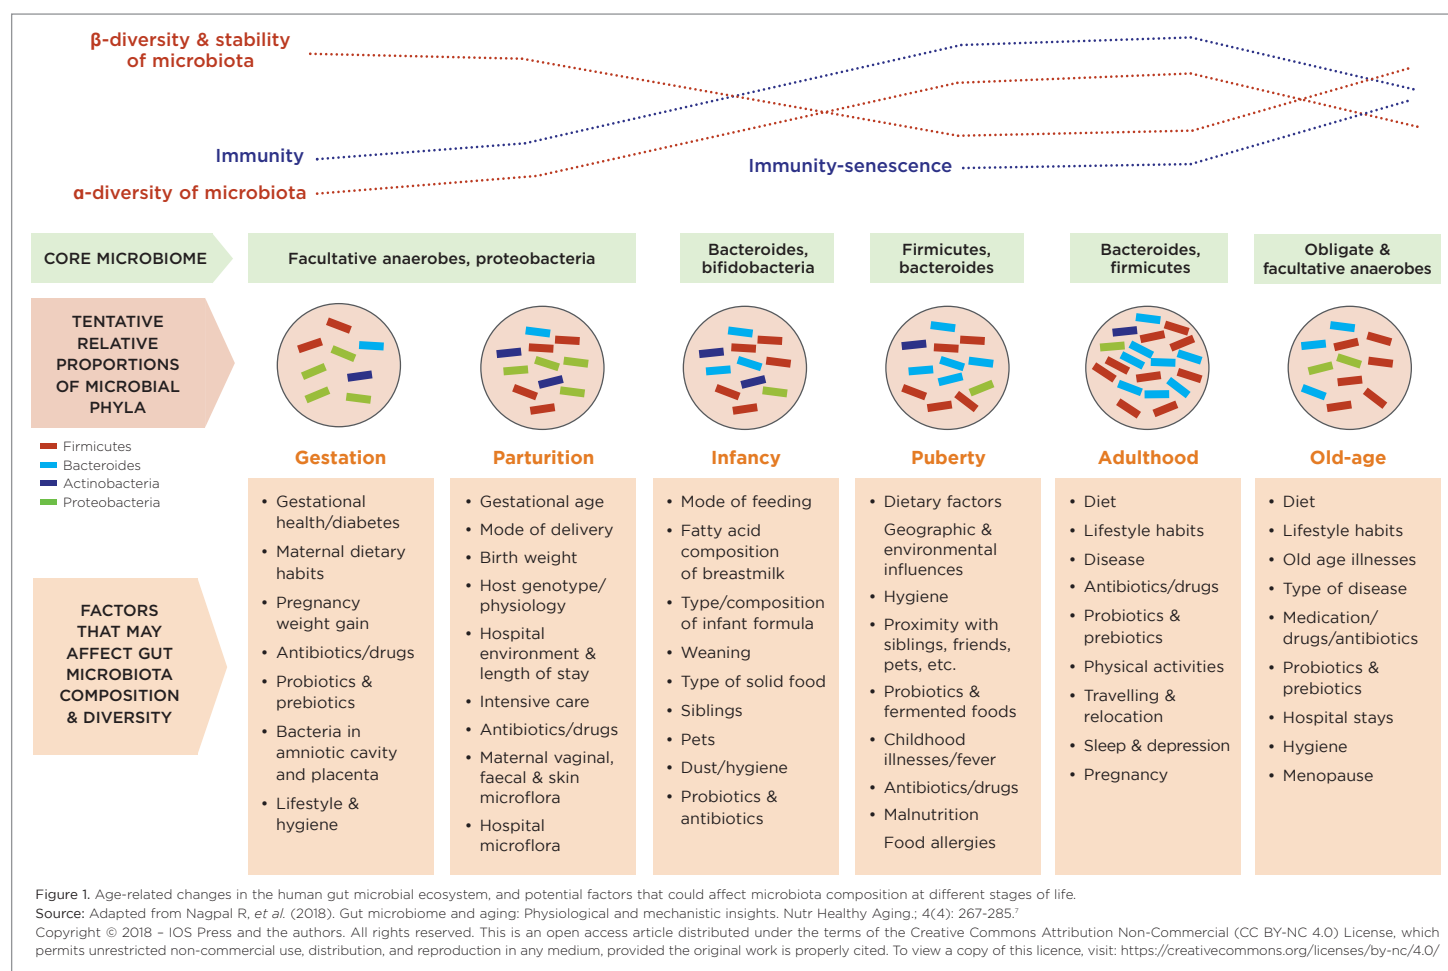 β-diversity & stability
of microbiota
Immunity
α-diversity of microbiota
Immunity-senescence
CORE MICROBIOME
Facultative anaerobes, proteobacteria
Bacteroides,
bifidobacteria
Firmicutes,
bacteroides
Bacteroides,
firmicutes
Obligate &
facultative anaerobes
TENTATIVE
RELATIVE
PROPORTIONS
OF MICROBIAL
PHYLA
Firmicutes
Bacteroides
Actinobacteria
Proteobacteria
Gestation
Parturition
Infancy
Puberty
Adulthood
Old-age
FACTORS
THAT MAY
AFFECT GUT
MICROBIOTA
COMPOSITION
& DIVERSITY
• Gestational
health/diabetes
• Maternal dietary
habits
• Pregnancy
weight gain
• Antibiotics/drugs
• Probiotics &
prebiotics
• Bacteria in
amniotic cavity
and placenta
• Lifestyle &
hygiene
• Gestational age
• Mode of delivery
• Birth weight
• Host genotype/
physiology
• Hospital
environment &
length of stay
• Intensive care
• Antibiotics/drugs
• Maternal vaginal,
faecal & skin
microflora
• Hospital
microflora
• Mode of feeding
• Fatty acid
composition
of breastmilk
• Type/composition
of infant formula
• Weaning
• Type of solid food
• Siblings
• Pets
• Dust/hygiene
• Probiotics &
antibiotics
• Dietary factors
Geographic &
environmental
influences
• Hygiene
• Proximity with
siblings, friends,
pets, etc.
• Probiotics &
fermented foods
• Childhood
illnesses/fever
• Antibiotics/drugs
• Malnutrition
Food allergies
• Diet
• Lifestyle habits
• Disease
• Antibiotics/drugs
• Probiotics &
prebiotics
• Physical activities
• Travelling &
relocation
• Sleep & depression
• Pregnancy
• Diet
• Lifestyle habits
• Old age illnesses
• Type of disease
• Medication/
drugs/antibiotics
• Probiotics &
prebiotics
• Hospital stays
• Hygiene
• Menopause
Figure 1. Age-related changes in the human gut microbial ecosystem, and potential factors that could affect microbiota composition at different stages of life.
Source: Adapted from Nagpal R, et al. (2018). Gut microbiome and aging: Physiological and mechanistic insights. Nutr Healthy Aging.; 4(4): 267-285.⁷
Copyright © 2018 – IOS Press and the authors. All rights reserved. This is an open access article distributed under the terms of the Creative Commons Attribution Non-Commercial (CC BY-NC 4.0) License, which
permits unrestricted non-commercial use, distribution, and reproduction in any medium, provided the original work is properly cited. To view a copy of this licence, visit: https://creativecommons.org/licenses/by-nc/4.0/